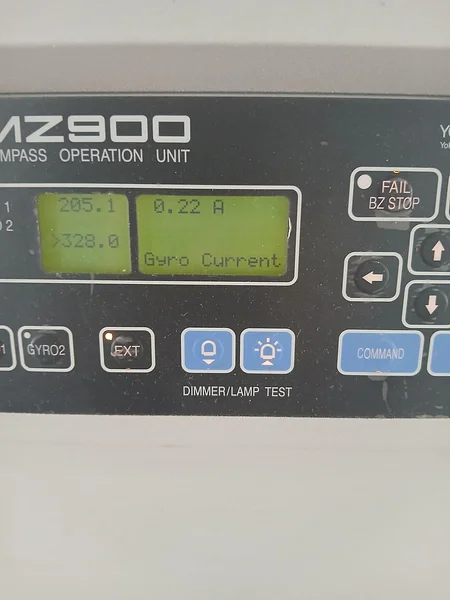 MZ900
MPASS OPERATION UNIT
1
2
205.1
>328.0
0.22 A
Gyro Current
FAIL
BZ STOP
1
GYRO2
EXT
COMMAND
DIMMER/LAMP TEST